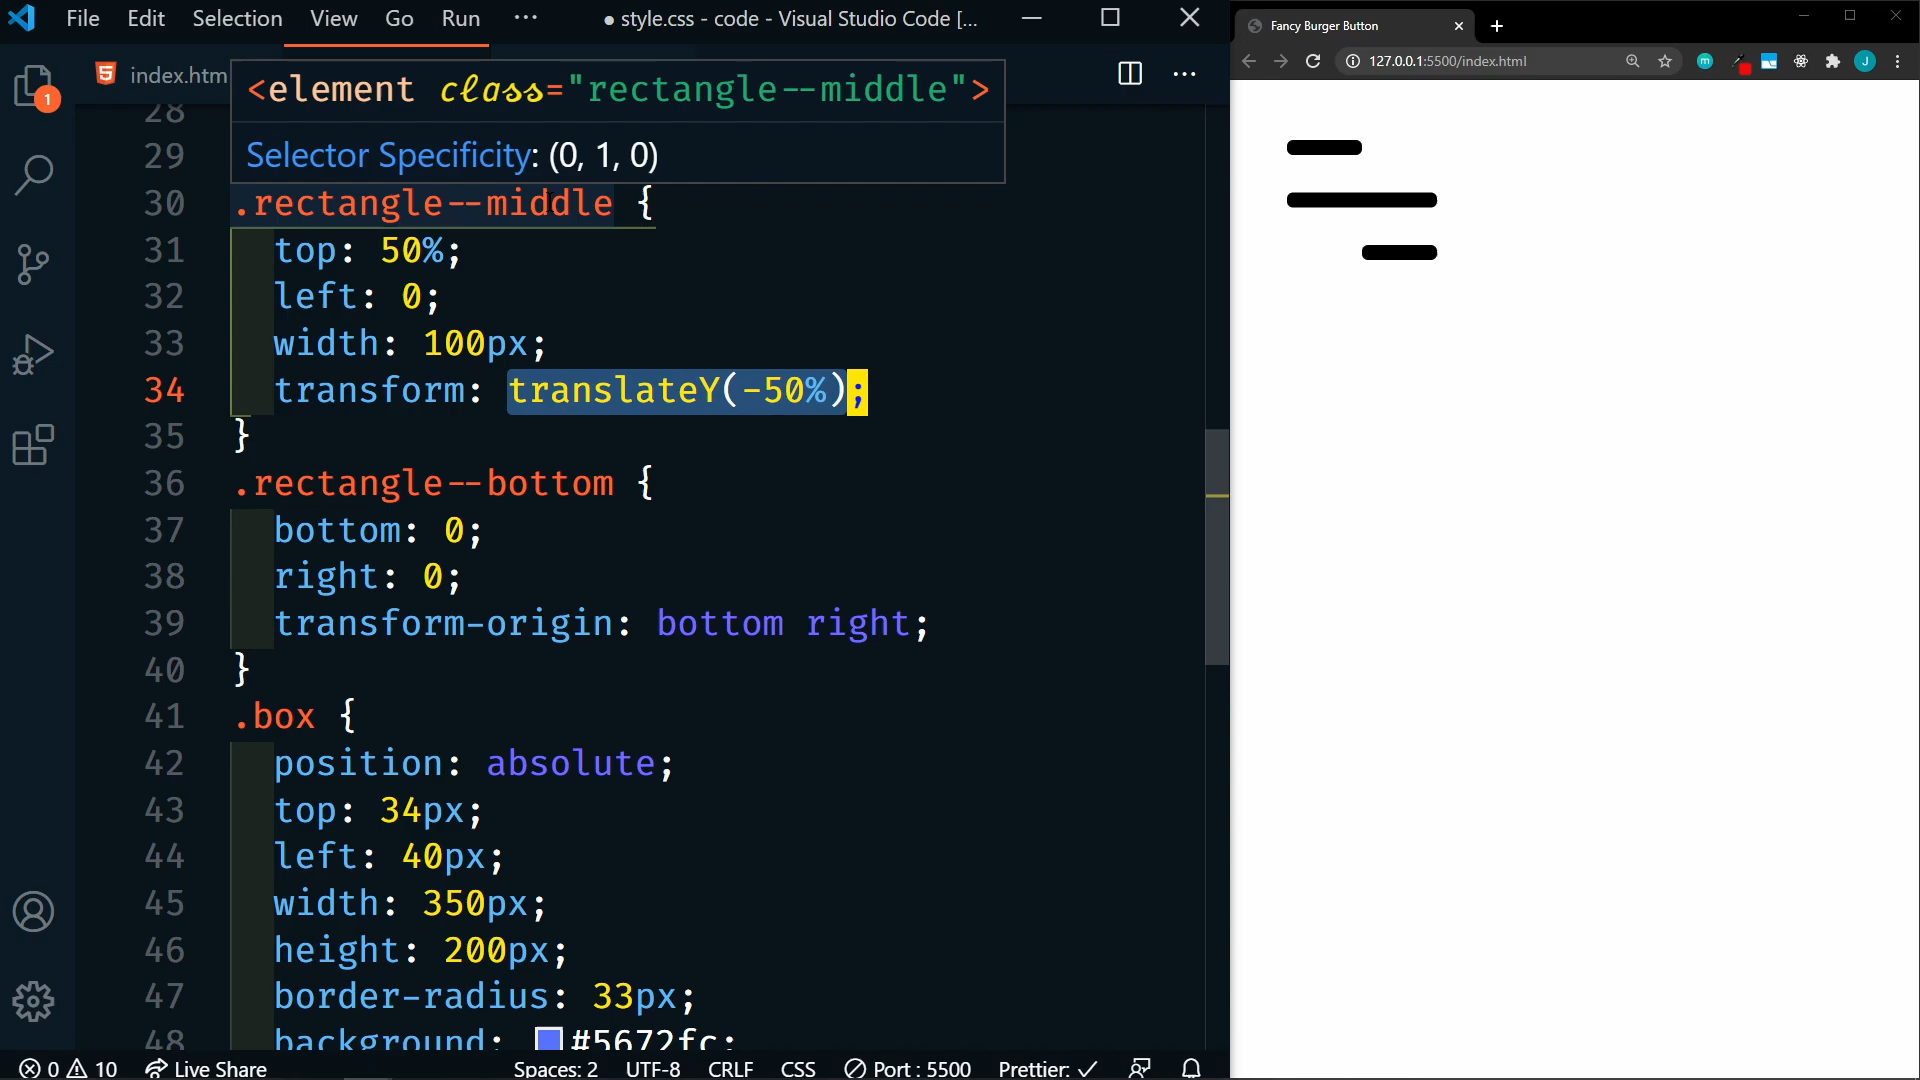 File Edit Selection View Go Run ··· ● style.css - code - Visual Studio Code [...
index.htm
1
<element class="rectangle--middle">
Selector Specificity: (0, 1, 0)
28
29
30 .rectangle--middle {
31 top: 50%;
32 left: 0;
33 width: 100px;
34 transform: translateY(-50%);
35 }
36 .rectangle--bottom {
37 bottom: 0;
38 right: 0;
39 transform-origin: bottom right;
40 }
41 .box {
42 position: absolute;
43 top: 34px;
44 left: 40px;
45 width: 350px;
46 height: 200px;
47 border-radius: 33px;
48 background: #5672fc;
0 10 Live Share Spaces: 2 UTF-8 CRLF CSS Port : 5500 Prettier: ✓
Fancy Burger Button
127.0.0.1:5500/index.html
m
J